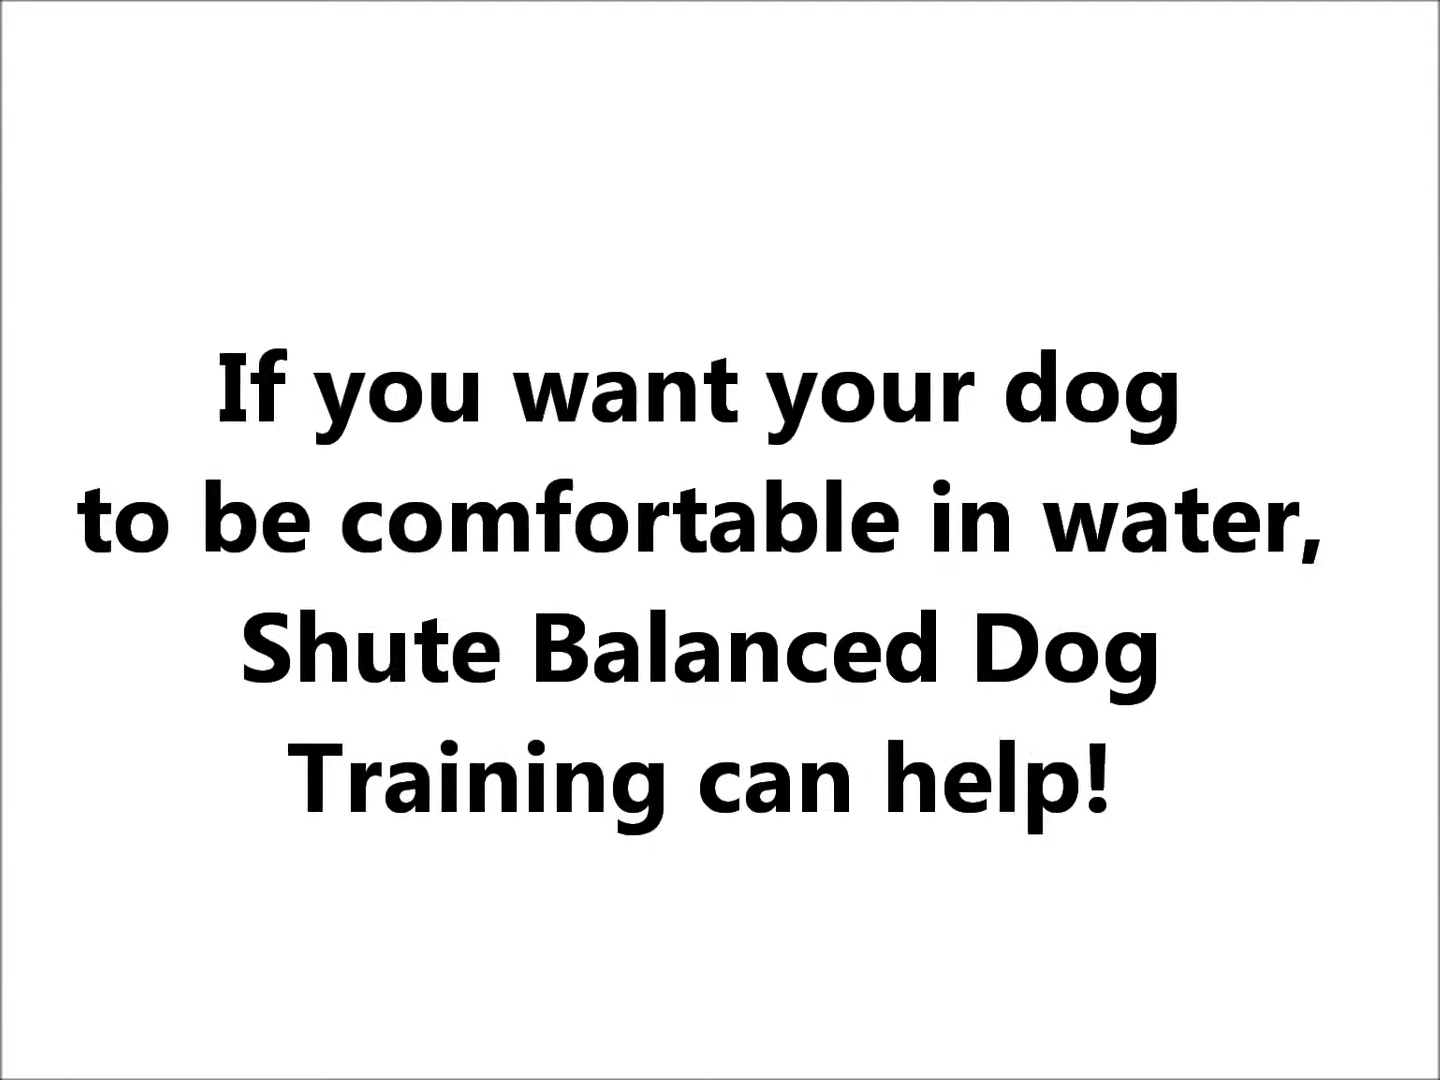 If you want your dog
to be comfortable in water,
Shute Balanced Dog
Training can help!